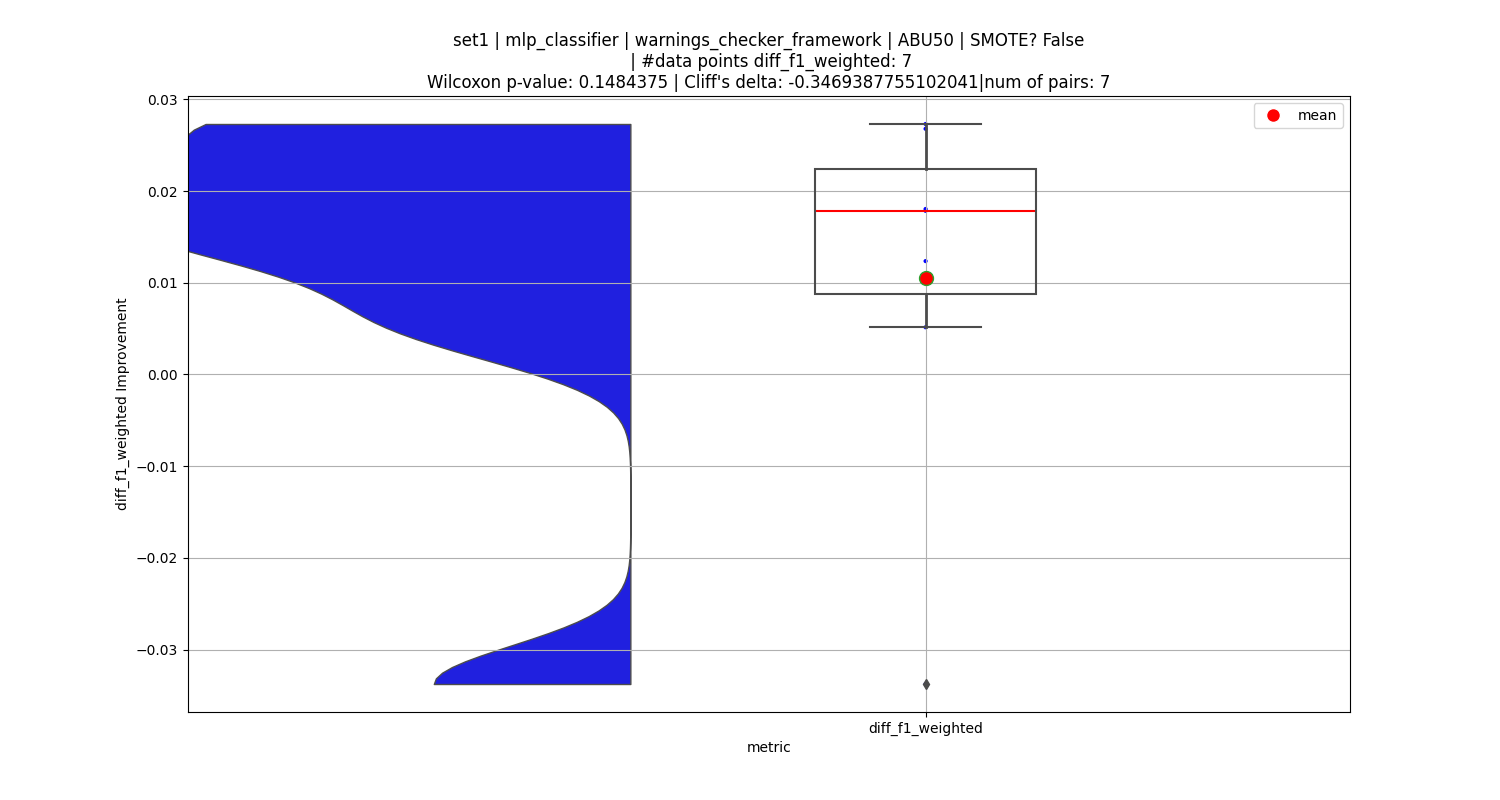 set1 | mlp_classifier | warnings_checker_framework | ABU50 | SMOTE? False
| #data points diff_f1_weighted: 7
Wilcoxon p-value: 0.1484375 | Cliff's delta: -0.3469387755102041|num of pairs: 7
mean
0.03
0.02
0.01
0.00
−0.01
−0.02
−0.03
diff_f1_weighted Improvement
diff_f1_weighted
metric